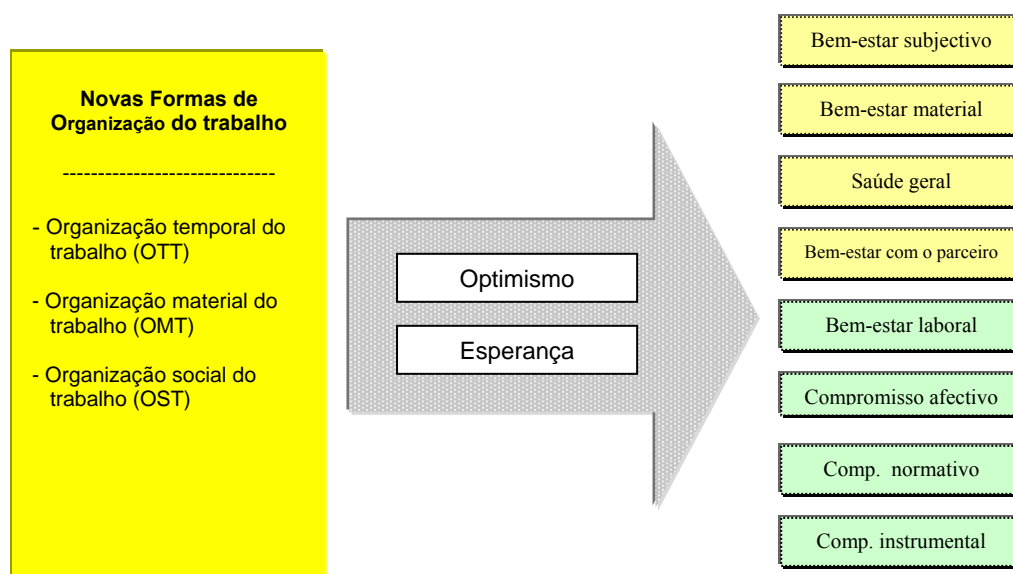 Novas Formas de
Organização do trabalho
------------------------------
- Organização temporal do
trabalho (OTT)
- Organização material do
trabalho (OMT)
- Organização social do
trabalho (OST)
Optimismo
Esperança
Bem-estar subjectivo
Bem-estar material
Saúde geral
Bem-estar com o parceiro
Bem-estar laboral
Compromisso afectivo
Comp. normativo
Comp. instrumental